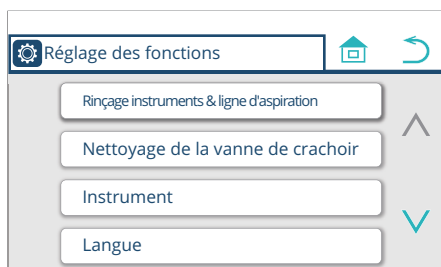 Réglage des fonctions
Rinçage instruments & ligne d'aspiration
Nettoyage de la vanne de crachoir
Instrument
Langue